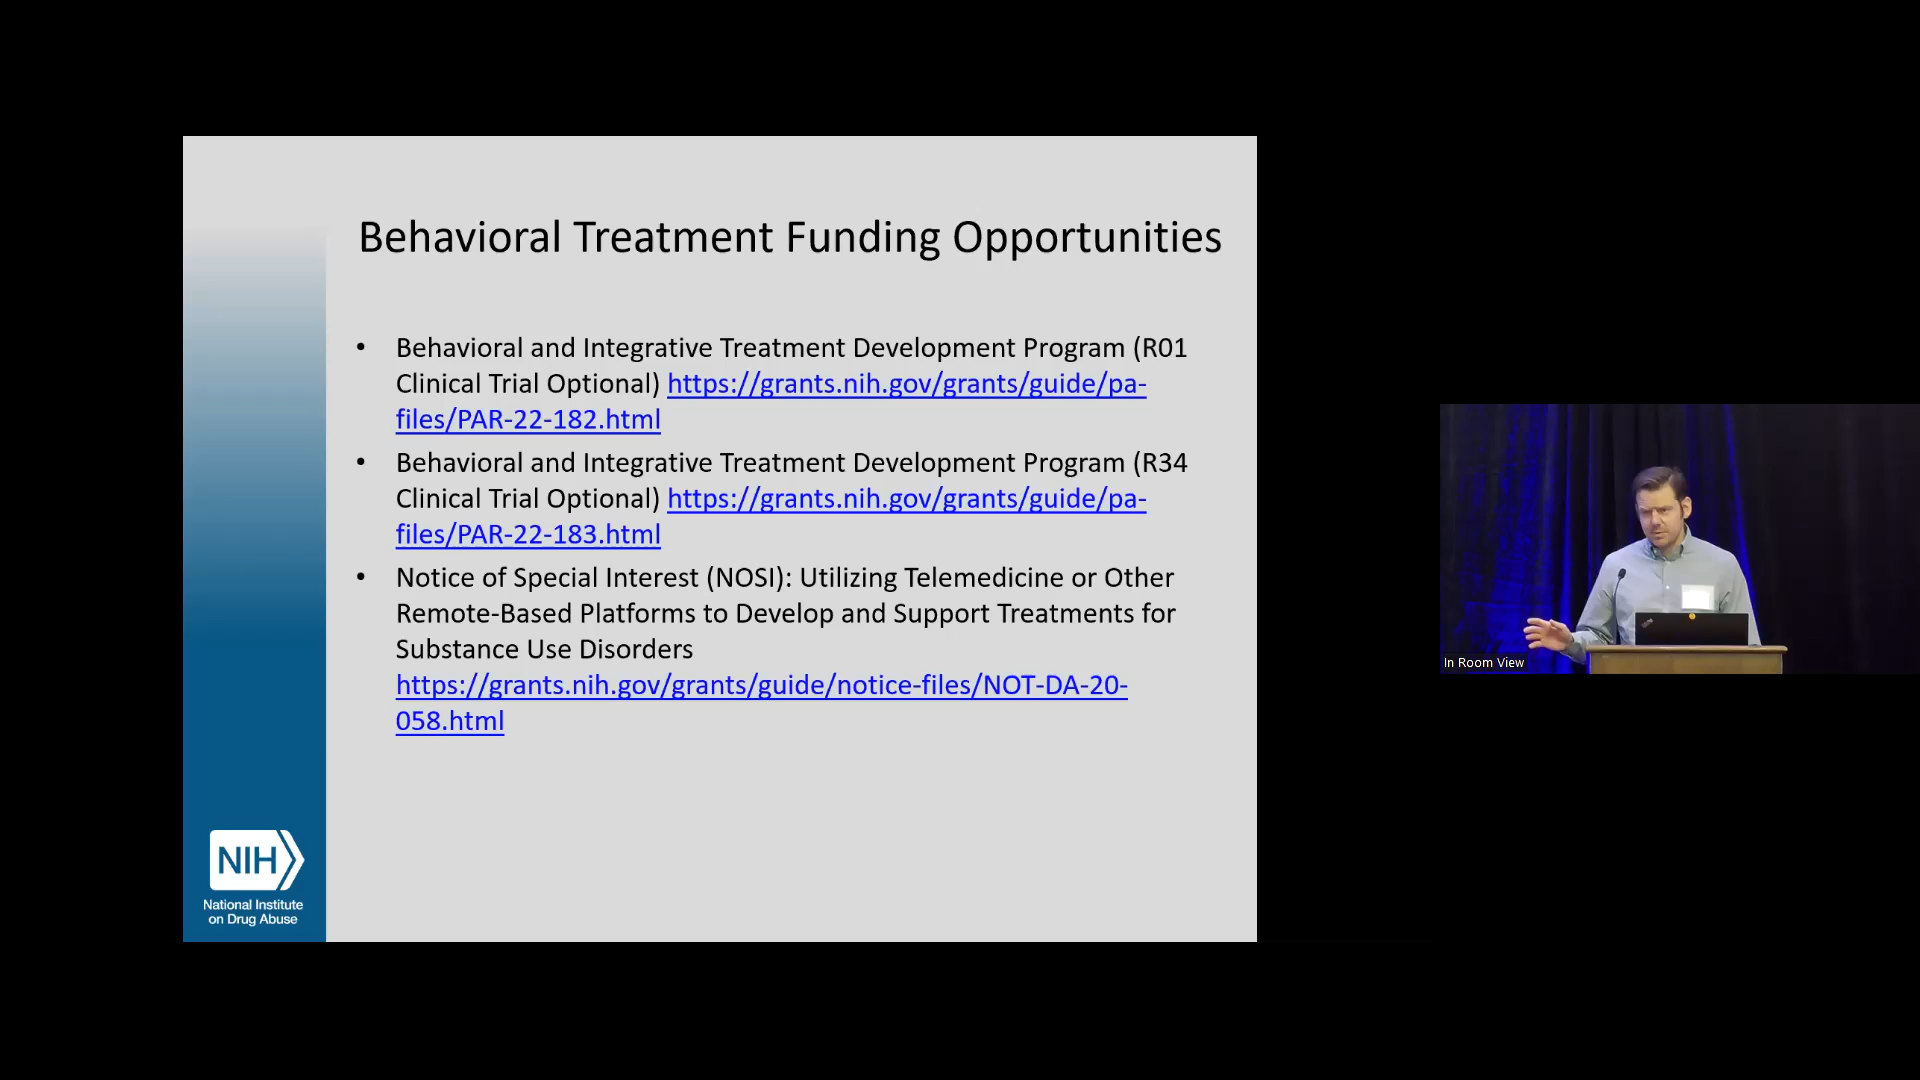 Behavioral Treatment Funding Opportunities
• Behavioral and Integrative Treatment Development Program (R01
Clinical Trial Optional) https://grants.nih.gov/grants/guide/pa-
files/PAR-22-182.html
• Behavioral and Integrative Treatment Development Program (R34
Clinical Trial Optional) https://grants.nih.gov/grants/guide/pa-
files/PAR-22-183.html
• Notice of Special Interest (NOSI): Utilizing Telemedicine or Other
Remote-Based Platforms to Develop and Support Treatments for
Substance Use Disorders
https://grants.nih.gov/grants/guide/notice-files/NOT-DA-20-
058.html
NIH
National Institute
on Drug Abuse
In Room View